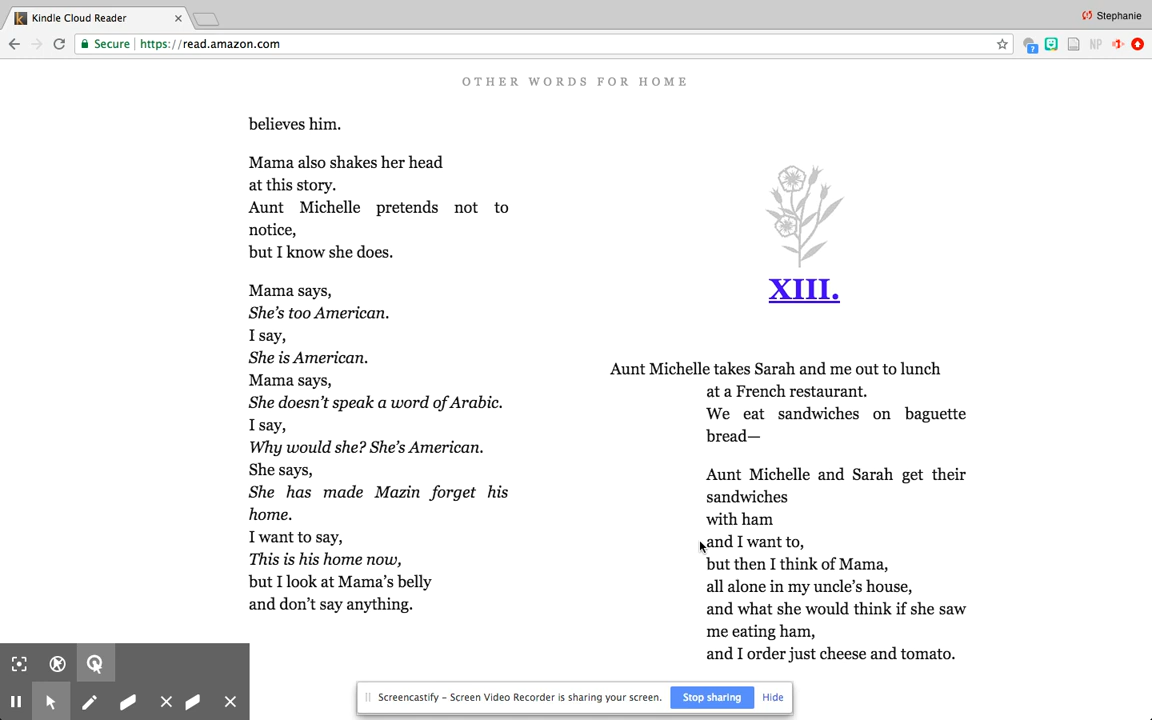 Kindle Cloud Reader
Stephanie
Secure
https://read.amazon.com
7
NP
OTHER WORDS FOR HOME
believes him.
Mama also shakes her head
at this story.
Aunt Michelle pretends not to
notice,
but I know she does.
Mama says,
She's too American.
I say,
She is American.
Mama says,
She doesn't speak a word of Arabic.
I say,
Why would she? She's American.
She says,
She has made Mazin forget his
home.
I want to say,
This is his home now,
but I look at Mama's belly
and don't say anything.
XIII.
Aunt Michelle takes Sarah and me out to lunch
at a French restaurant.
We eat sandwiches on baguette
bread—
Aunt Michelle and Sarah get their
sandwiches
with ham
and I want to,
but then I think of Mama,
all alone in my uncle's house,
and what she would think if she saw
me eating ham,
and I order just cheese and tomato.
Screencastify – Screen Video Recorder is sharing your screen.
Stop sharing
Hide